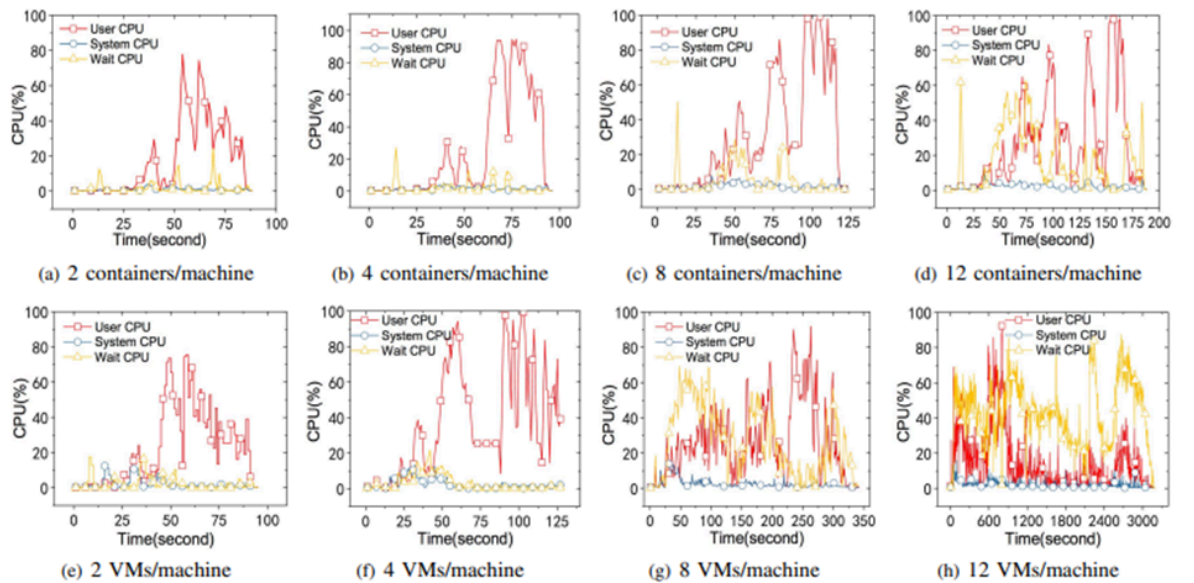 100
80
60
40
20
0
CPU(%)
User CPU
System CPU
Wait CPU
0 25 50 75 100
Time(second)
(a) 2 containers/machine
100
80
60
40
20
0
CPU(%)
User CPU
System CPU
Wait CPU
0 25 50 75 100
Time(second)
(b) 4 containers/machine
100
80
60
40
20
0
CPU(%)
User CPU
System CPU
Wait CPU
0 25 50 75 100 125
Time(second)
(c) 8 containers/machine
100
80
60
40
20
0
CPU(%)
User CPU
System CPU
Wait CPU
0 25 50 75 100 125 150 175 200
Time(second)
(d) 12 containers/machine
100
80
60
40
20
0
CPU(%)
User CPU
System CPU
Wait CPU
0 25 50 75 100
Time(second)
(e) 2 VMs/machine
100
80
60
40
20
0
CPU(%)
User CPU
System CPU
Wait CPU
0 25 50 75 100 125
Time(second)
(f) 4 VMs/machine
100
80
60
40
20
0
CPU(%)
User CPU
System CPU
Wait CPU
0 50 100 150 200 250 300 350
Time(second)
(g) 8 VMs/machine
100
80
60
40
20
0
CPU(%)
User CPU
System CPU
Wait CPU
0 600 1200 1800 2400 3000
Time(second)
(h) 12 VMs/machine